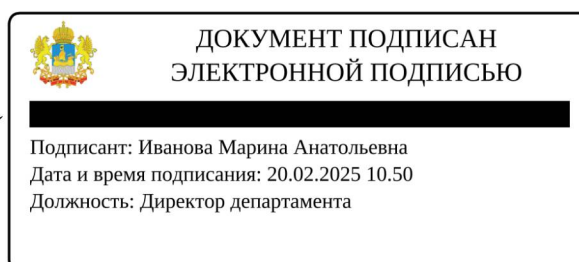 ДОКУМЕНТ ПОДПИСАН
ЭЛЕКТРОННОЙ ПОДПИСЬЮ
Подписант: Иванова Марина Анатольевна
Дата и время подписания: 20.02.2025 10.50
Должность: Директор департамента